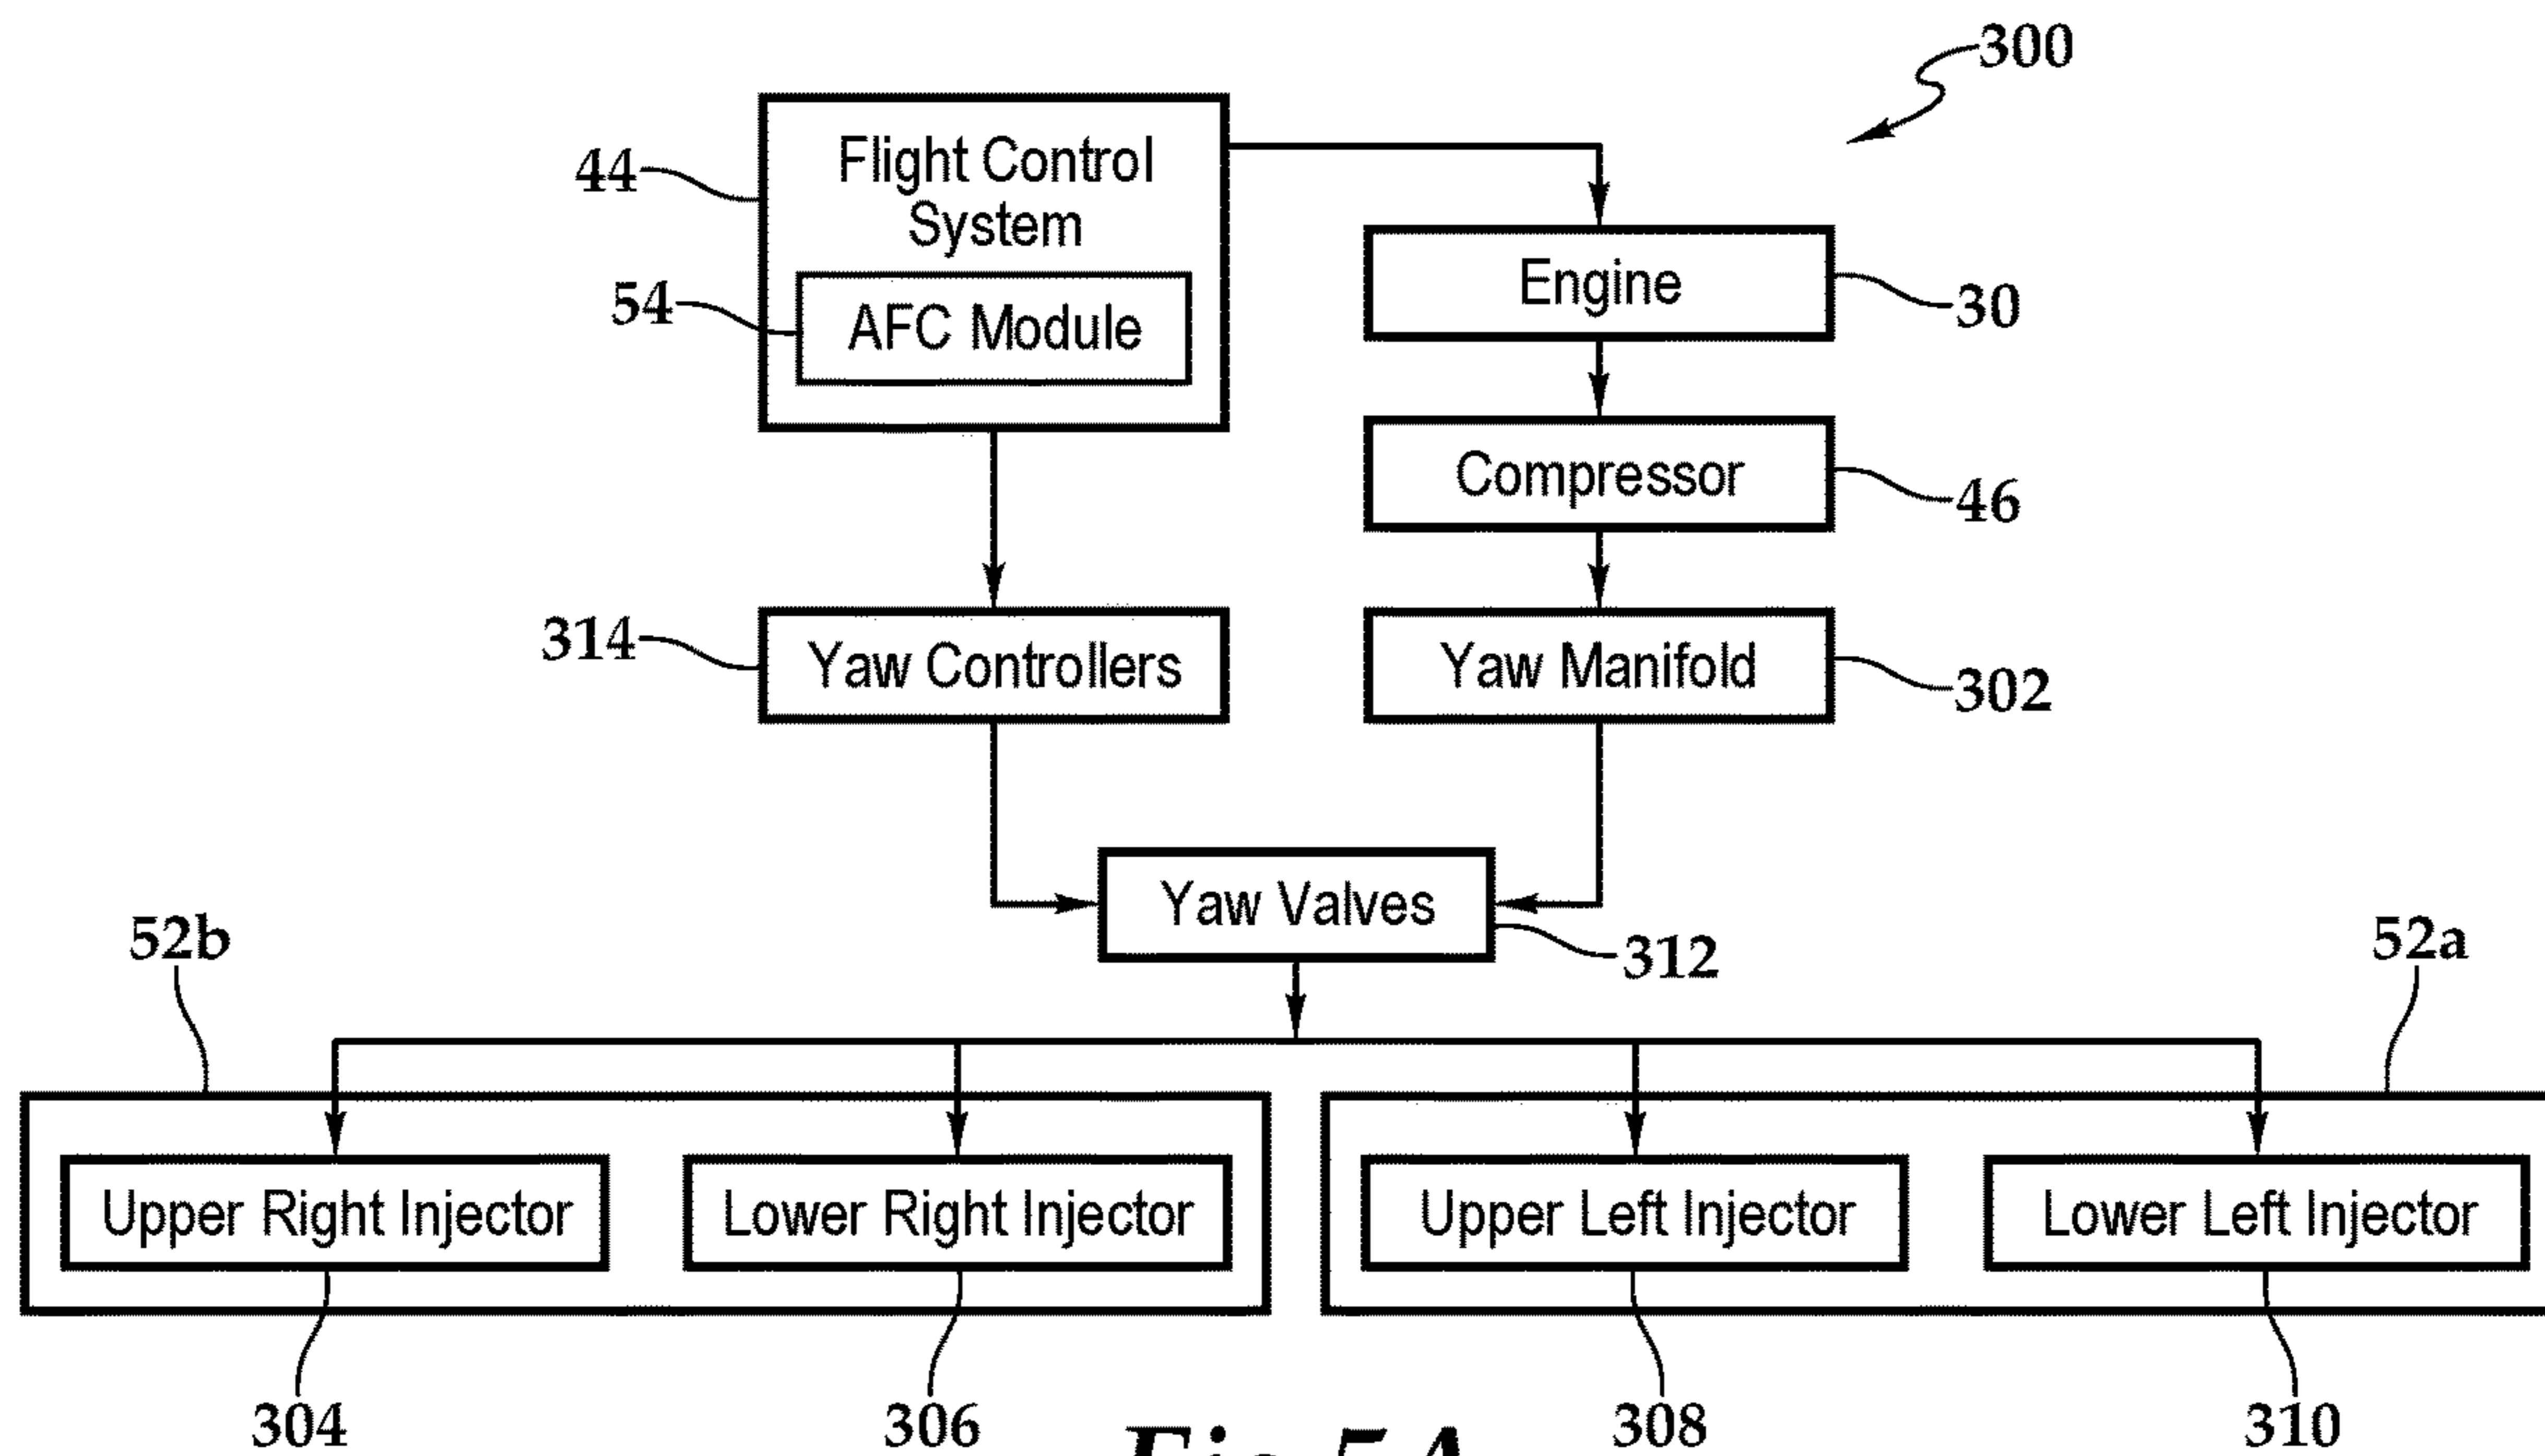 300
Flight Control
System
44
54
AFC Module
Engine
30
Compressor
46
314
Yaw Controllers
Yaw Manifold
302
Yaw Valves
312
52b
52a
Upper Right Injector
Lower Right Injector
Upper Left Injector
Lower Left Injector
304
306
308
310
Fig.5A